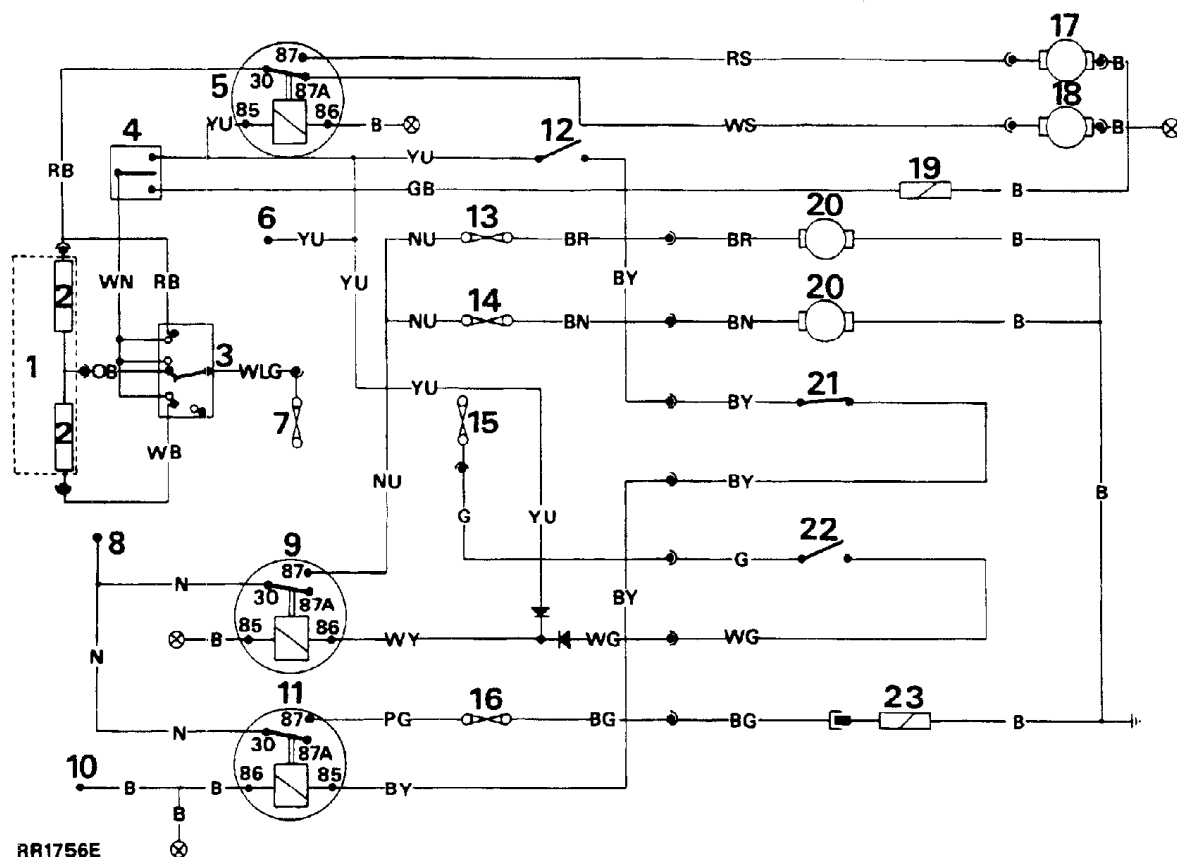 17
87
RS
B
5
30
87A
18
YU
85
86
B
WS
B
4
12
RB
YU
19
GB
B
6
13
20
YU
NU
BR
BR
B
WN
RB
YU
BY
14
20
2
NU
BN
BN
B
1
OB
3
WLG
YU
21
7
15
BY
2
WB
NU
BY
B
G
YU
8
9
22
87
G
N
30
87A
BY
B
85
86
WY
WG
WG
N
11
16
23
87
PG
BG
BG
B
N
30
87A
10
86
85
B
B
BY
B
RR1756E